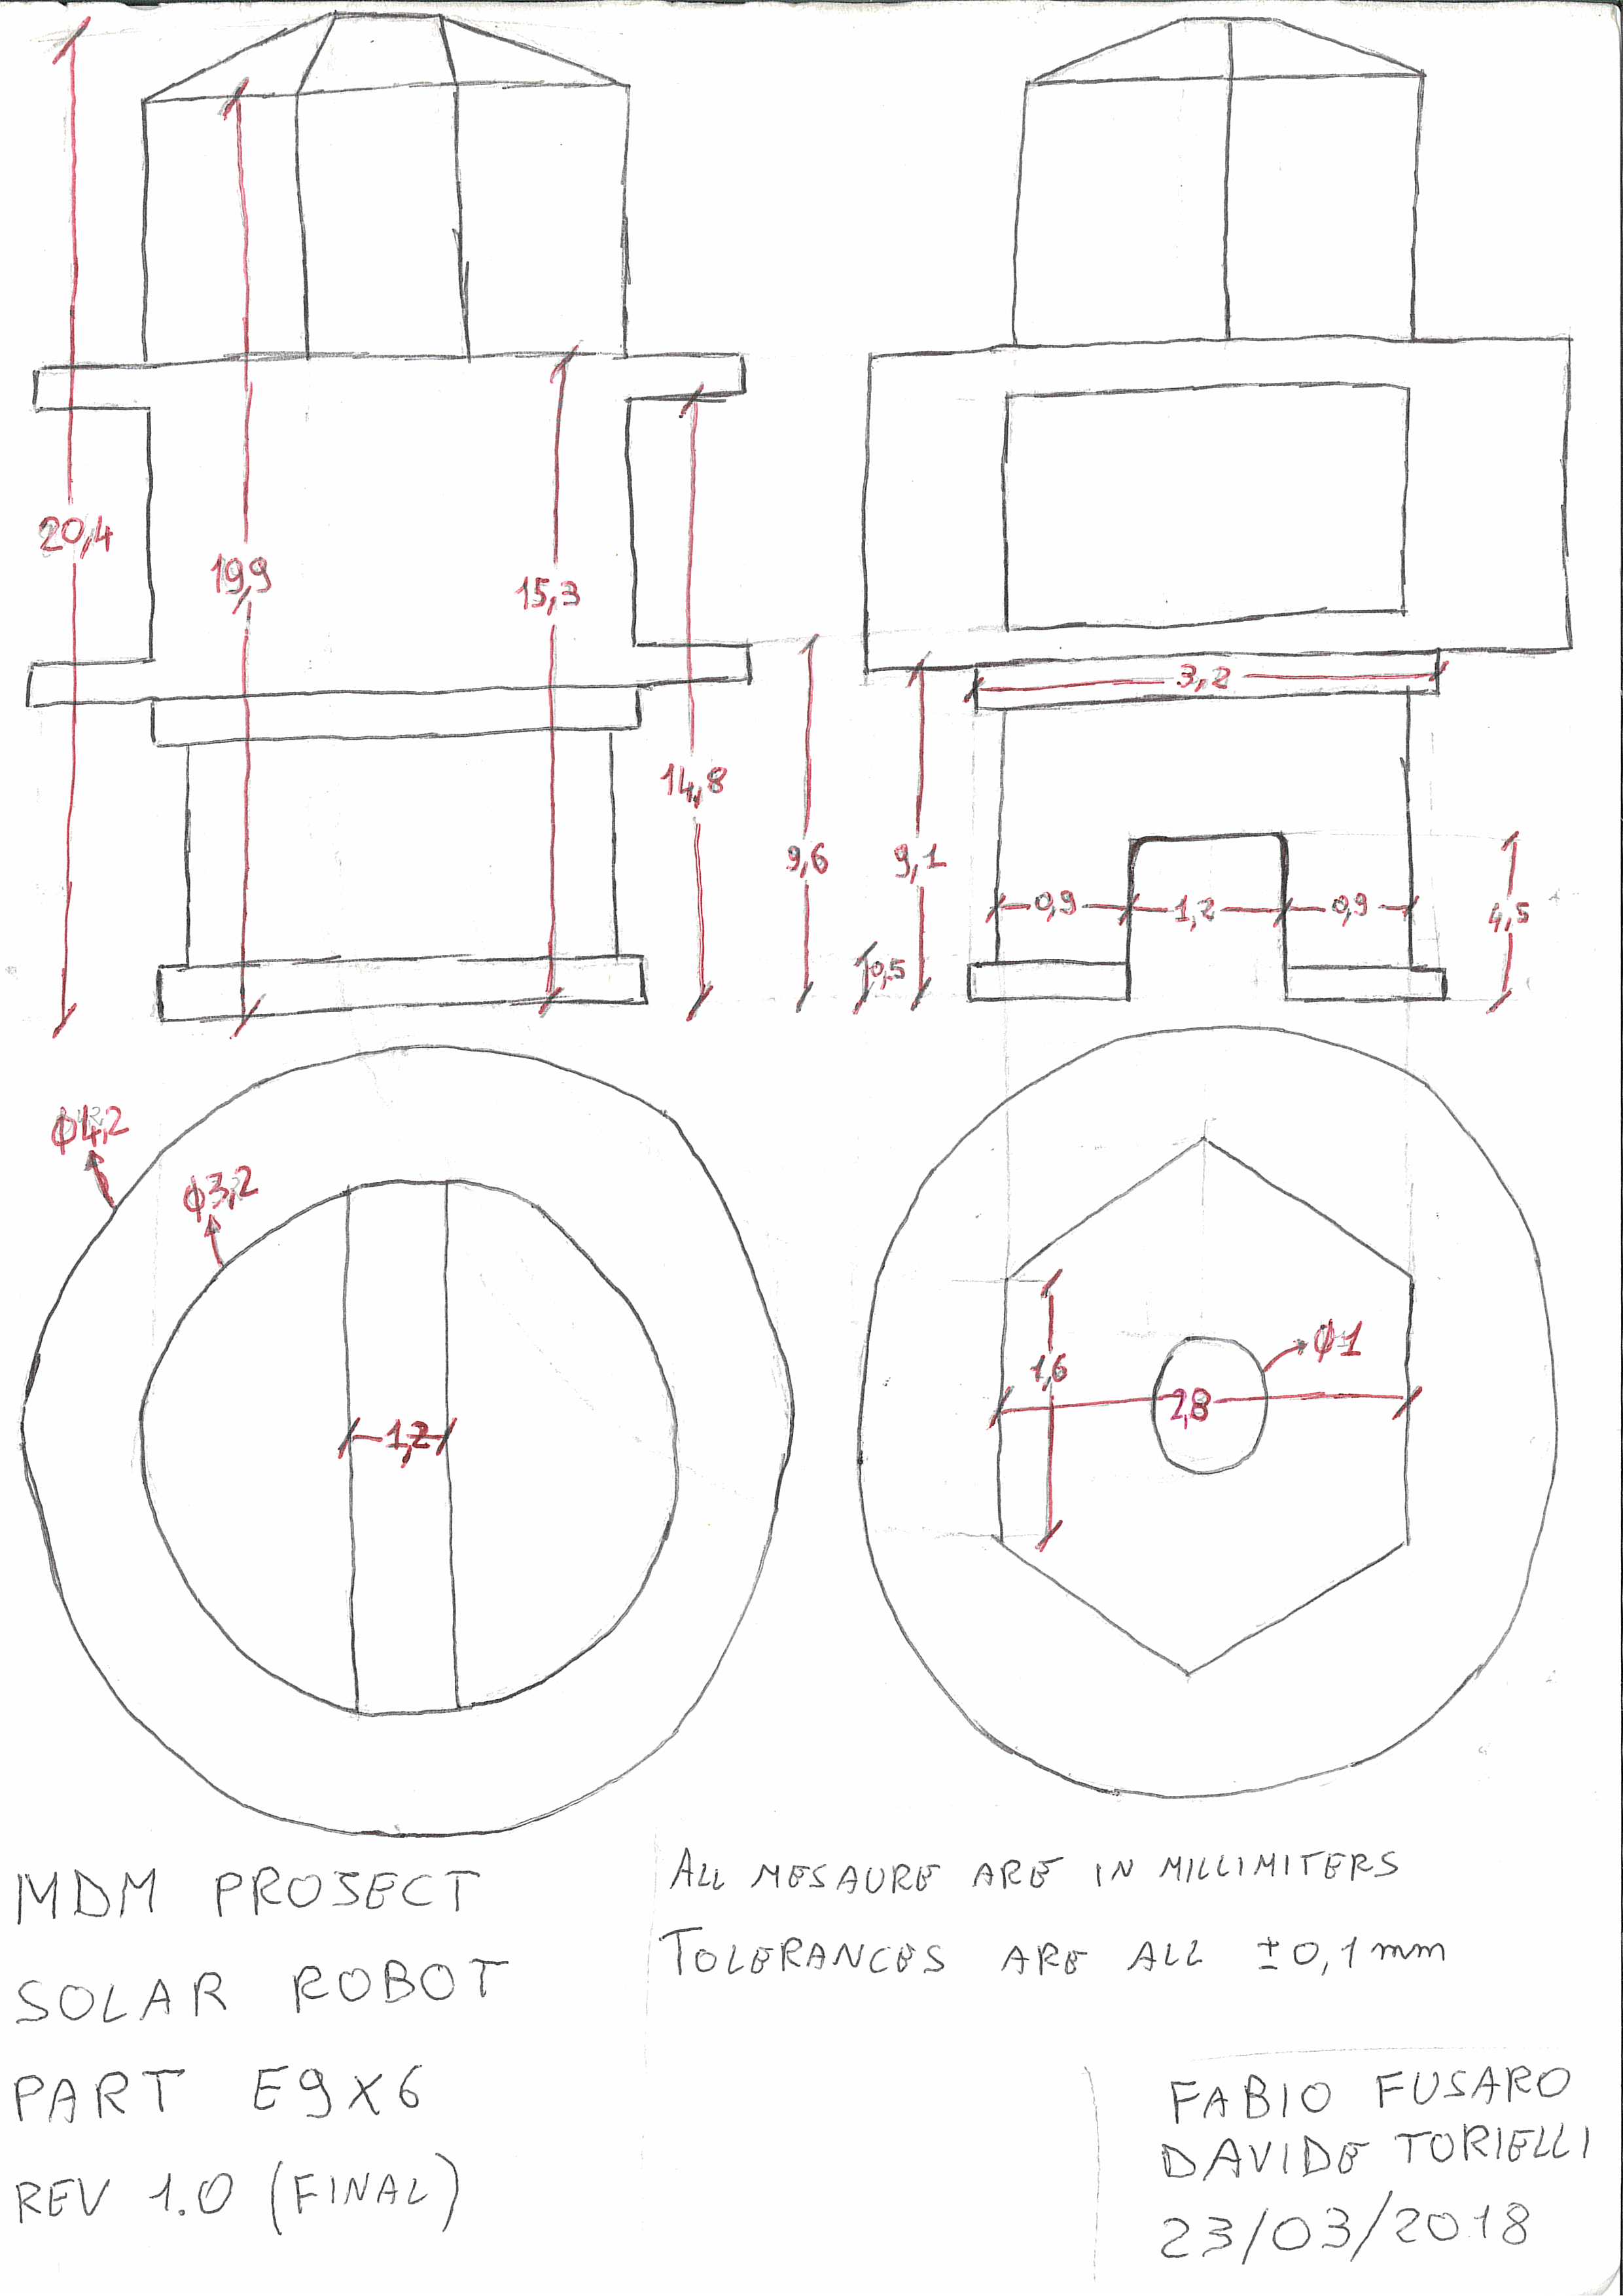 20,4
19,9
15,3
14,8
9,6
9,1
0,5
3,2
0,9
1,2
0,9
4,5
φ4,2
φ3,2
1,2
1,6
2,8
φ1
MDM PROJECT
SOLAR ROBOT
PART E9X6
REV 1.0 (FINAL)
ALL MESAURE ARE IN MILLIMITERS
TOLERANCES ARE ALL ±0,1mm
FABIO FUSARO
DAVIDE TORIELLI
23/03/2018